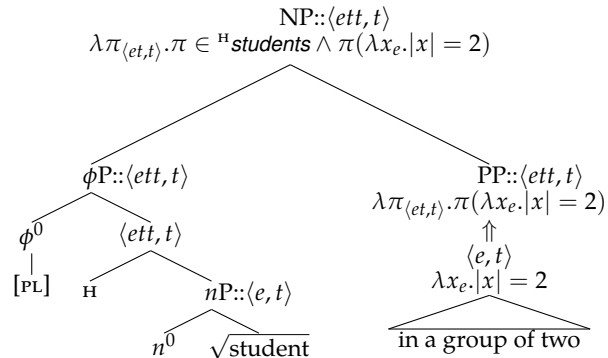 NP::⟨ett, t⟩
λπ⟨et,t⟩.π ∈ ᴴstudents ∧ π(λxₑ.|x| = 2)
ϕP::⟨ett, t⟩
PP::⟨ett, t⟩
λπ⟨et,t⟩.π(λxₑ.|x| = 2)
ϕ⁰
⟨ett, t⟩
⇑
⟨e, t⟩
[PL]
H
nP::⟨e, t⟩
λxₑ.|x| = 2
n⁰
√student
in a group of two